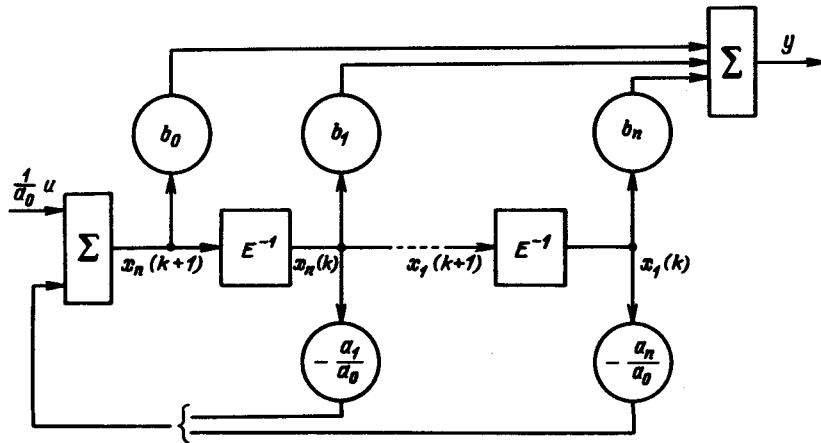 y
Σ
b₀
b₁
bₙ
1/a₀ u
Σ
xₙ(k+1)
E⁻¹
xₙ(k)
x₁(k+1)
E⁻¹
x₁(k)
- a₁/a₀
- aₙ/a₀